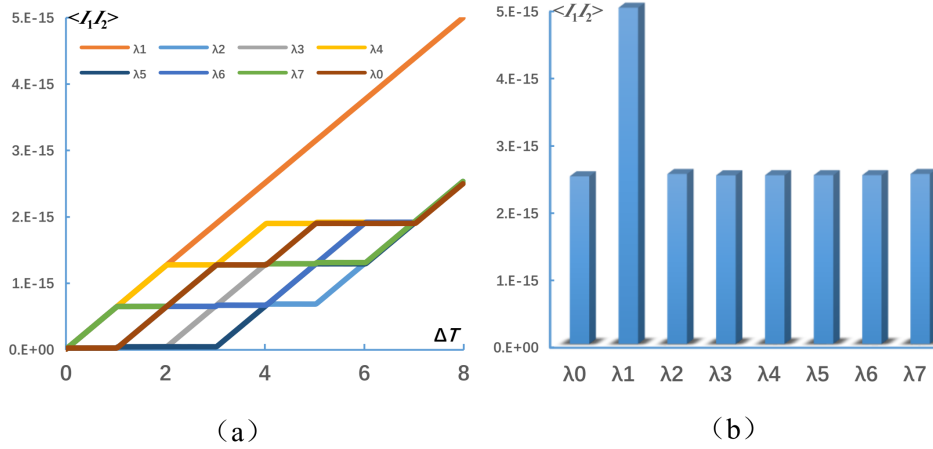 <I₁I₂>
5.E-15
4.E-15
3.E-15
2.E-15
1.E-15
0.E+00
λ1 λ2 λ3 λ4
λ5 λ6 λ7 λ0
ΔT
0 2 4 6 8
（a）
<I₁I₂>
5.E-15
4.E-15
3.E-15
2.E-15
1.E-15
0.E+00
λ0 λ1 λ2 λ3 λ4 λ5 λ6 λ7
（b）